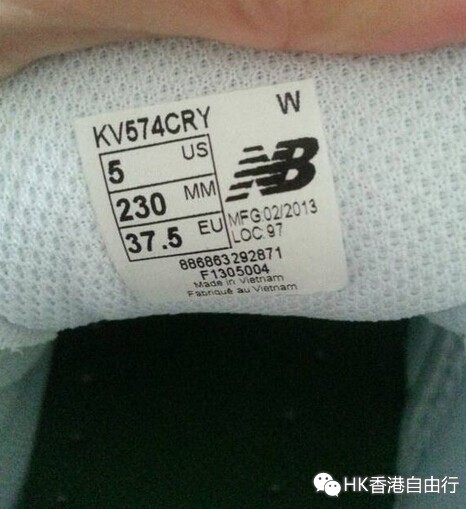 KV574CRY W
5 US
230 MM
37.5 EU
NB
MFG.02/2013
LOC.97
886863292871
F1305004
Made in Vietnam
Fabriqué au Vietnam
HK香港自由行